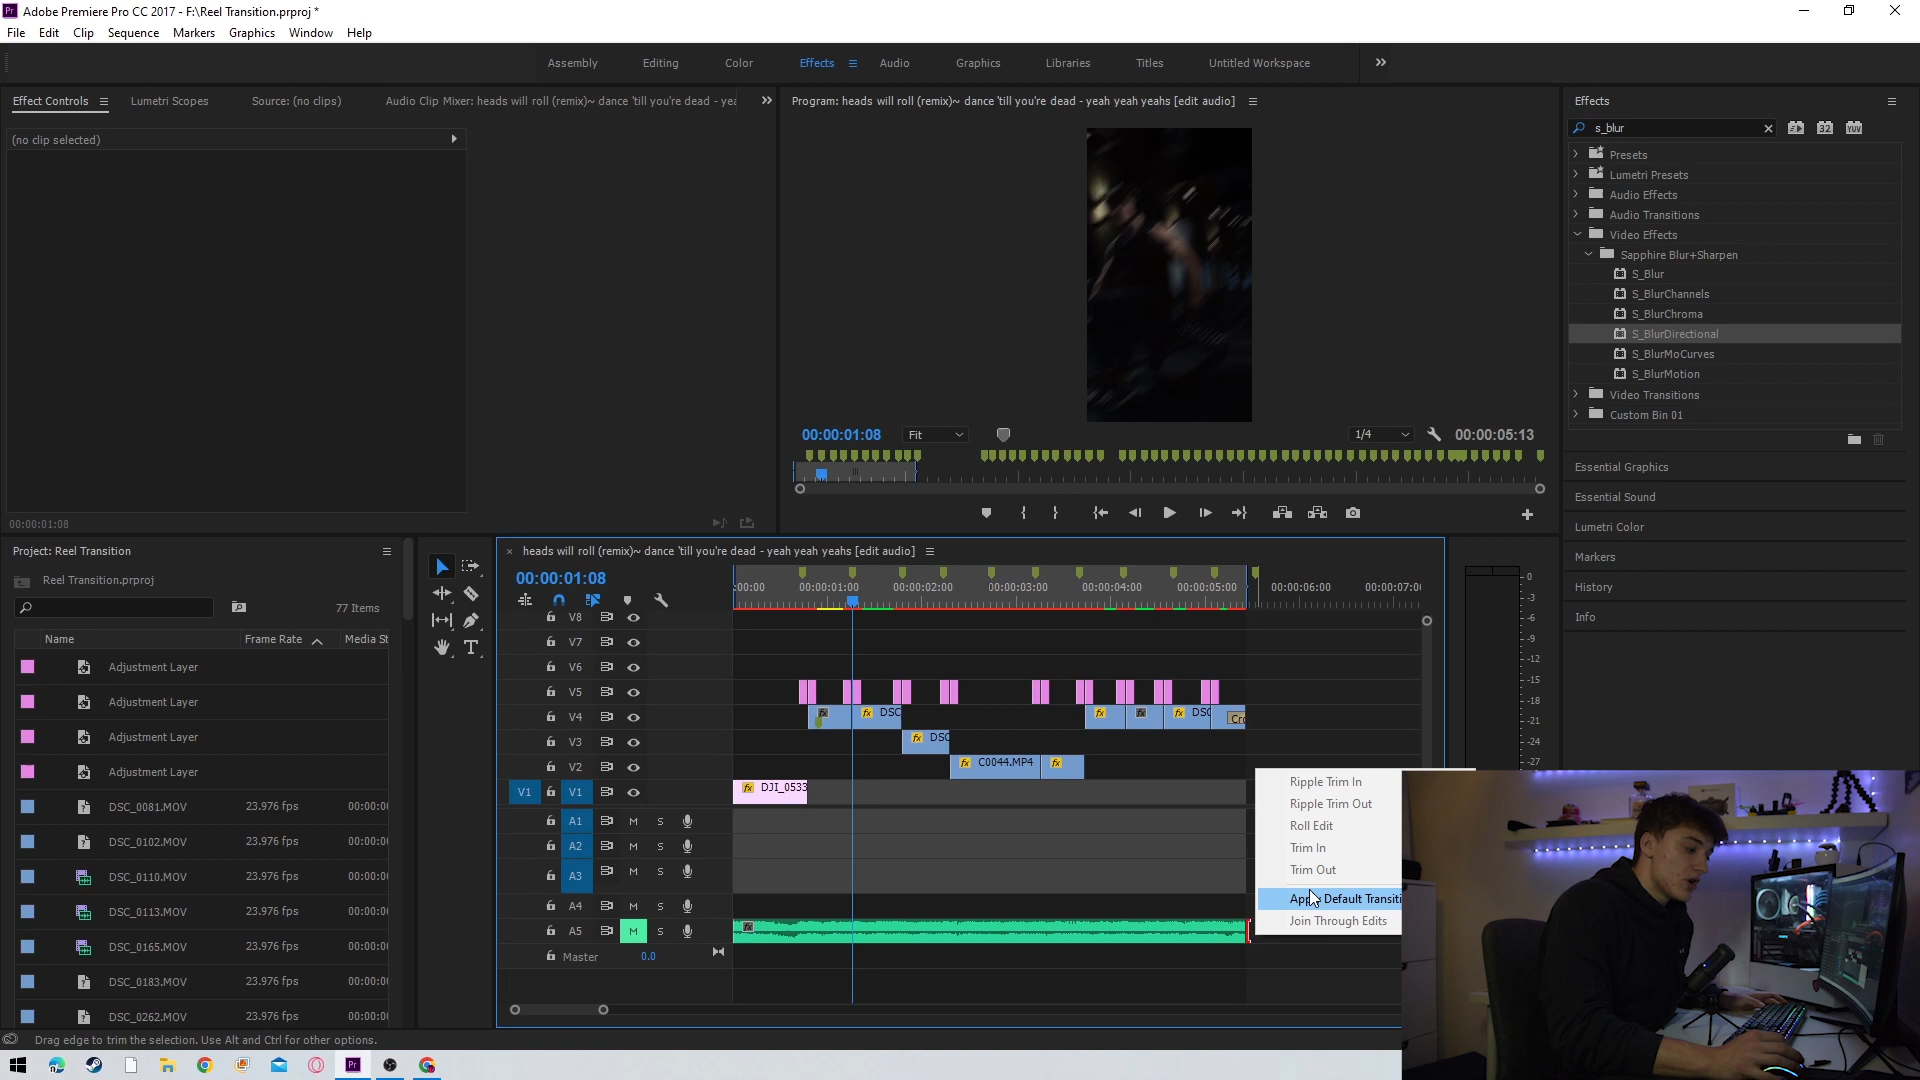 Adobe Premiere Pro CC 2017 - F:\Reel Transition.prproj *
File Edit Clip Sequence Markers Graphics Window Help
Assembly Editing Color Effects Audio Graphics Libraries Titles Untitled Workspace
Effect Controls Lumetri Scopes Source: (no clips) Audio Clip Mixer: heads will roll (remix)~ dance 'till you're dead - yea
Program: heads will roll (remix)~ dance 'till you're dead - yeah yeah yeahs [edit audio]
Effects
s_blur
(no clip selected)
Presets
Lumetri Presets
Audio Effects
Audio Transitions
Video Effects
Sapphire Blur+Sharpen
S_Blur
S_BlurChannels
S_BlurChroma
S_BlurDirectional
S_BlurMoCurves
S_BlurMotion
Video Transitions
Custom Bin 01
Essential Graphics
Essential Sound
Lumetri Color
Markers
History
Info
00:00:01:08 Fit 1/4 00:00:05:13
00:00:01:08
Project: Reel Transition
Reel Transition.prproj
77 Items
Name Frame Rate Media St
Adjustment Layer
Adjustment Layer
Adjustment Layer
Adjustment Layer
DSC_0081.MOV 23.976 fps 00:00:0
DSC_0102.MOV 23.976 fps 00:00:0
DSC_0110.MOV 23.976 fps 00:00:0
DSC_0113.MOV 23.976 fps 00:00:0
DSC_0165.MOV 23.976 fps 00:00:0
DSC_0183.MOV 23.976 fps 00:00:0
DSC_0262.MOV 23.976 fps 00:00:0
heads will roll (remix)~ dance 'till you're dead - yeah yeah yeahs [edit audio]
00:00:01:08
:00:00 00:00:01:00 00:00:02:00 00:00:03:00 00:00:04:00 00:00:05:00 00:00:06:00 00:00:07:0
V8
V7
V6
V5
V4 fx fx DSC fx fx DSC Cro
V3 fx DSC
V2 fx C0044.MP4 fx
V1 V1 fx DJI_0533
A1 M S
A2 M S
A3 M S
A4 M S
A5 M S fx
Master 0.0
0
-3
-6
-9
-12
-15
-18
-21
-24
-27
Ripple Trim In
Ripple Trim Out
Roll Edit
Trim In
Trim Out
Default Transiti
Join Through Edits
Drag edge to trim the selection. Use Alt and Ctrl for other options.